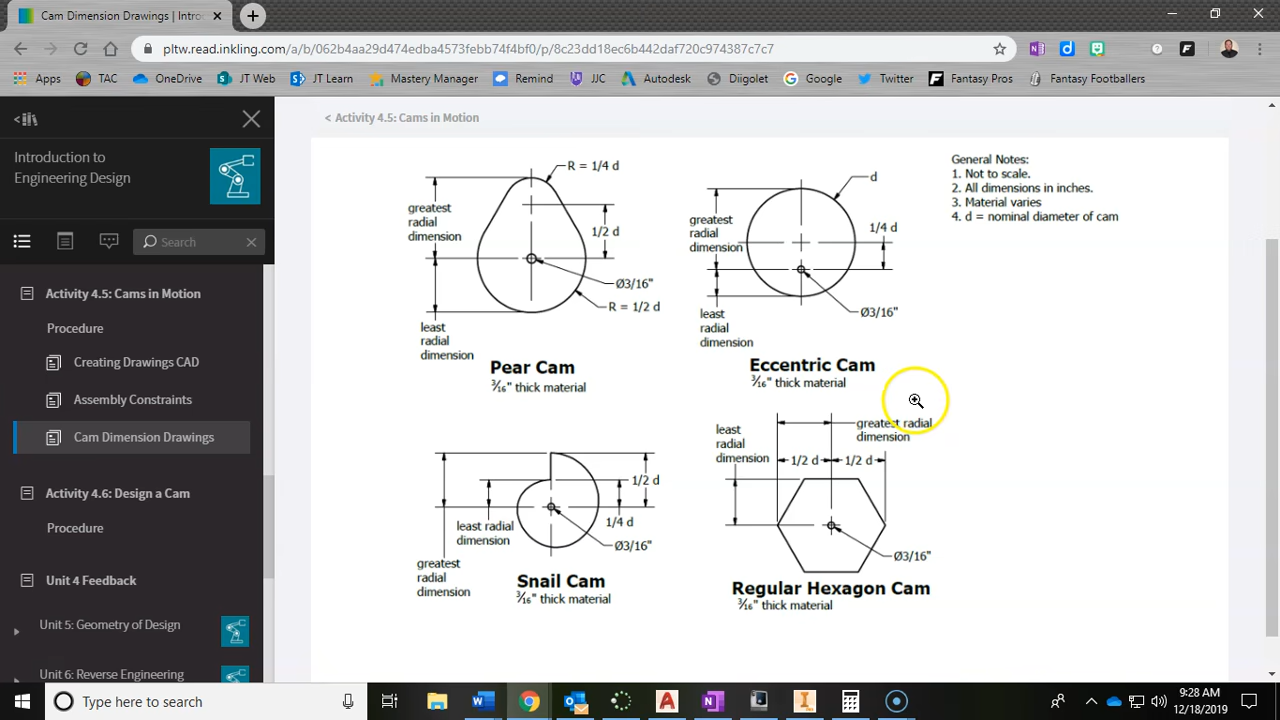 Cam Dimension Drawings | Intro
pltw.read.inkling.com/a/b/062b4aa29d474edba4573febb74f4bf0/p/8c23dd18ec6b442daf720c974387c7c7
Apps TAC OneDrive JT Web JT Learn Mastery Manager Remind JJC Autodesk Diigolet Google Twitter Fantasy Pros Fantasy Footballers
Introduction to
Engineering Design
Search
Activity 4.5: Cams in Motion
Procedure
Creating Drawings CAD
Assembly Constraints
Cam Dimension Drawings
Activity 4.6: Design a Cam
Procedure
Unit 4 Feedback
Unit 5: Geometry of Design
Unit 6: Reverse Engineering
< Activity 4.5: Cams in Motion
R = 1/4 d
greatest
radial
dimension
1/2 d
Ø3/16"
R = 1/2 d
least
radial
dimension
Pear Cam
3/16" thick material
d
greatest
radial
dimension
1/4 d
Ø3/16"
least
radial
dimension
Eccentric Cam
3/16" thick material
General Notes:
1. Not to scale.
2. All dimensions in inches.
3. Material varies
4. d = nominal diameter of cam
1/2 d
least radial
dimension
1/4 d
Ø3/16"
greatest
radial
dimension
Snail Cam
3/16" thick material
least
radial
dimension
greatest radial
dimension
1/2 d 1/2 d
Ø3/16"
Regular Hexagon Cam
3/16" thick material
Type here to search
9:28 AM
12/18/2019